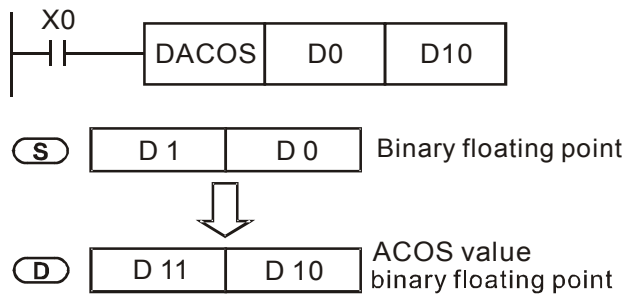 X0
DACOS D0 D10
S D 1 D 0 Binary floating point
D D 11 D 10 ACOS value
binary floating point